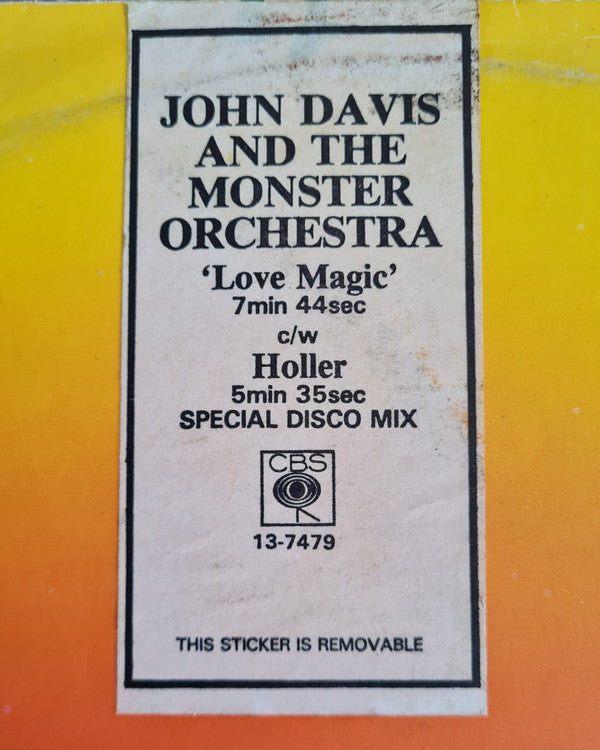 JOHN DAVIS
AND THE
MONSTER
ORCHESTRA
‘Love Magic’
7min 44sec
c/w
Holler
5min 35sec
SPECIAL DISCO MIX
CBS
13-7479
THIS STICKER IS REMOVABLE